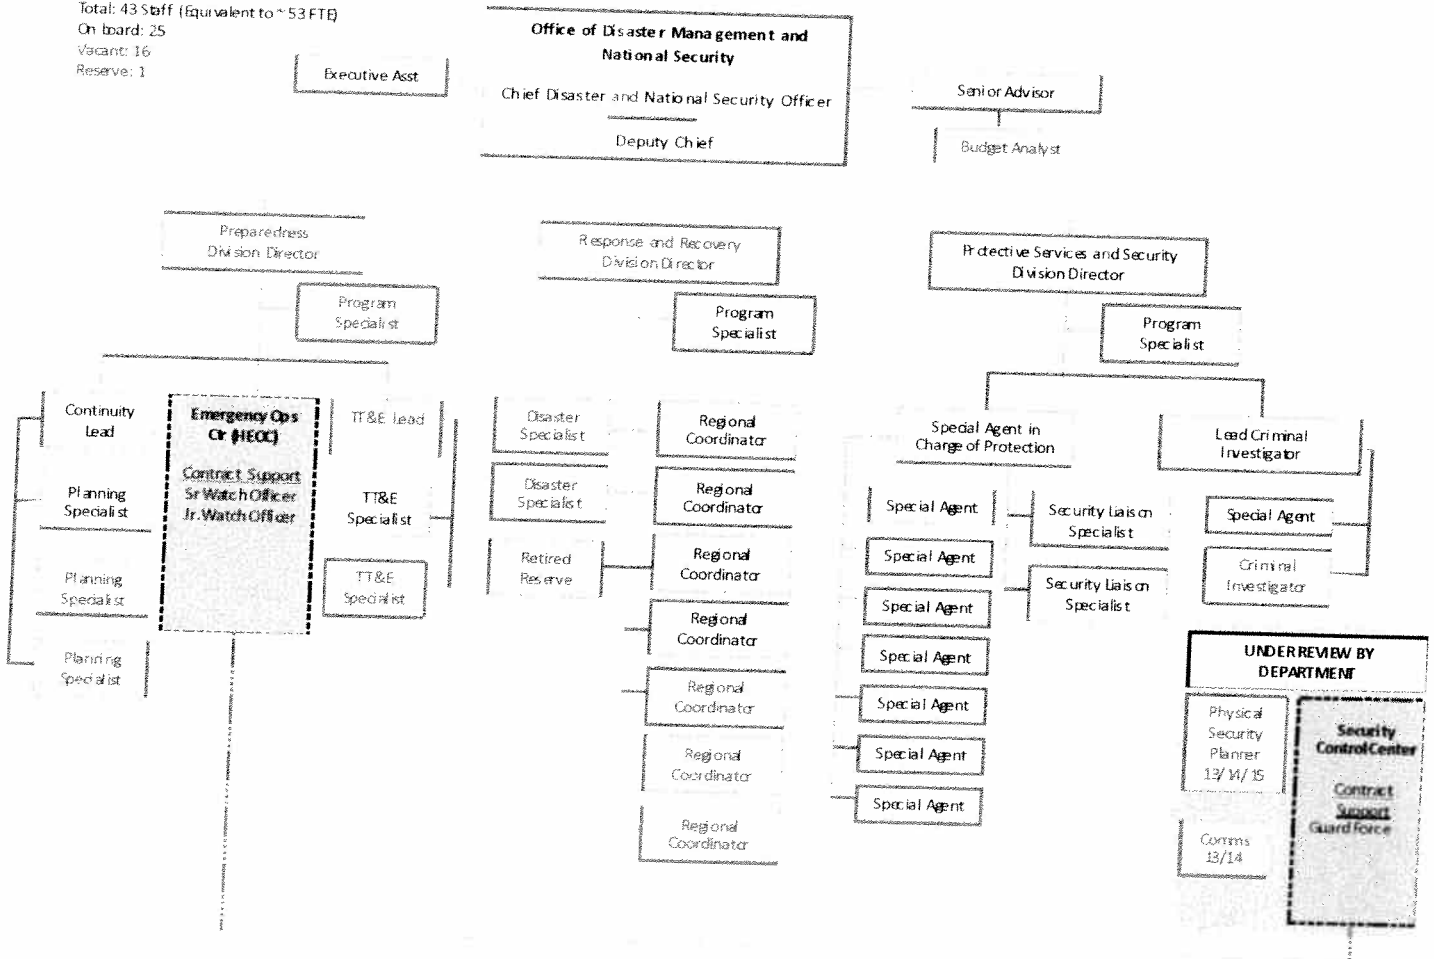 Total: 43 Staff (Equivalent to ~ 53 FTE)
On board: 25
Vacant: 16
Reserve: 1
Executive Asst
Office of Disaster Management and
National Security
Chief Disaster and National Security Officer
Deputy Chief
Senior Advisor
Budget Analyst
Preparedness
Division Director
Program
Specialist
Response and Recovery
Division Director
Program
Specialist
Protective Services and Security
Division Director
Program
Specialist
Continuity
Lead
Planning
Specialist
Planning
Specialist
Planning
Specialist
Emergency Ops
Ctr (HEOC)
Contract Support
Sr Watch Officer
Jr. Watch Officer
TT&E Lead
TT&E
Specialist
TT&E
Specialist
Disaster
Specialist
Disaster
Specialist
Retired
Reserve
Regional
Coordinator
Regional
Coordinator
Regional
Coordinator
Regional
Coordinator
Regional
Coordinator
Regional
Coordinator
Regional
Coordinator
Special Agent in
Charge of Protection
Special Agent
Special Agent
Special Agent
Special Agent
Special Agent
Special Agent
Special Agent
Security Liaison
Specialist
Security Liaison
Specialist
Lead Criminal
Investigator
Special Agent
Criminal
Investigator
UNDER REVIEW BY
DEPARTMENT
Physical
Security
Planner
13/14/15
Comms
13/14
Security
Control Center
Contract
Support
Guard Force